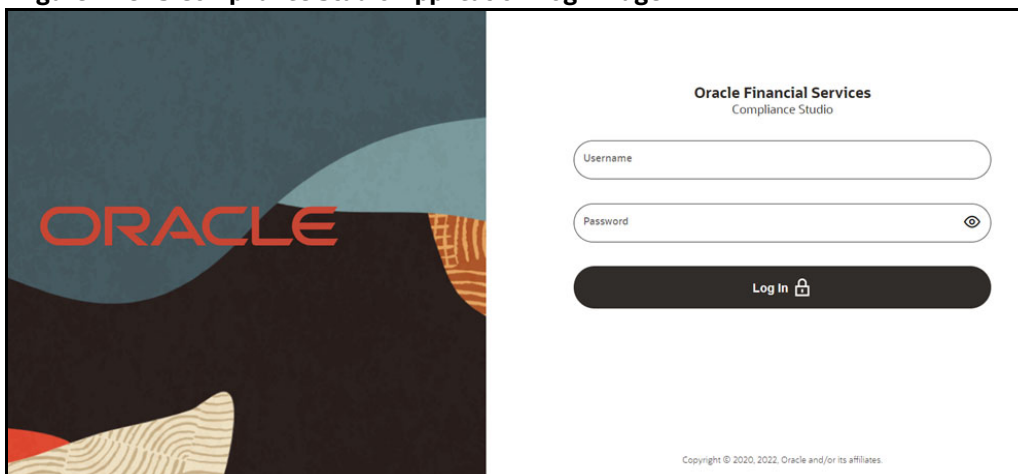 ORACLE
Oracle Financial Services
Compliance Studio
Username
Password
Log In
Copyright © 2020, 2022, Oracle and/or its affiliates.